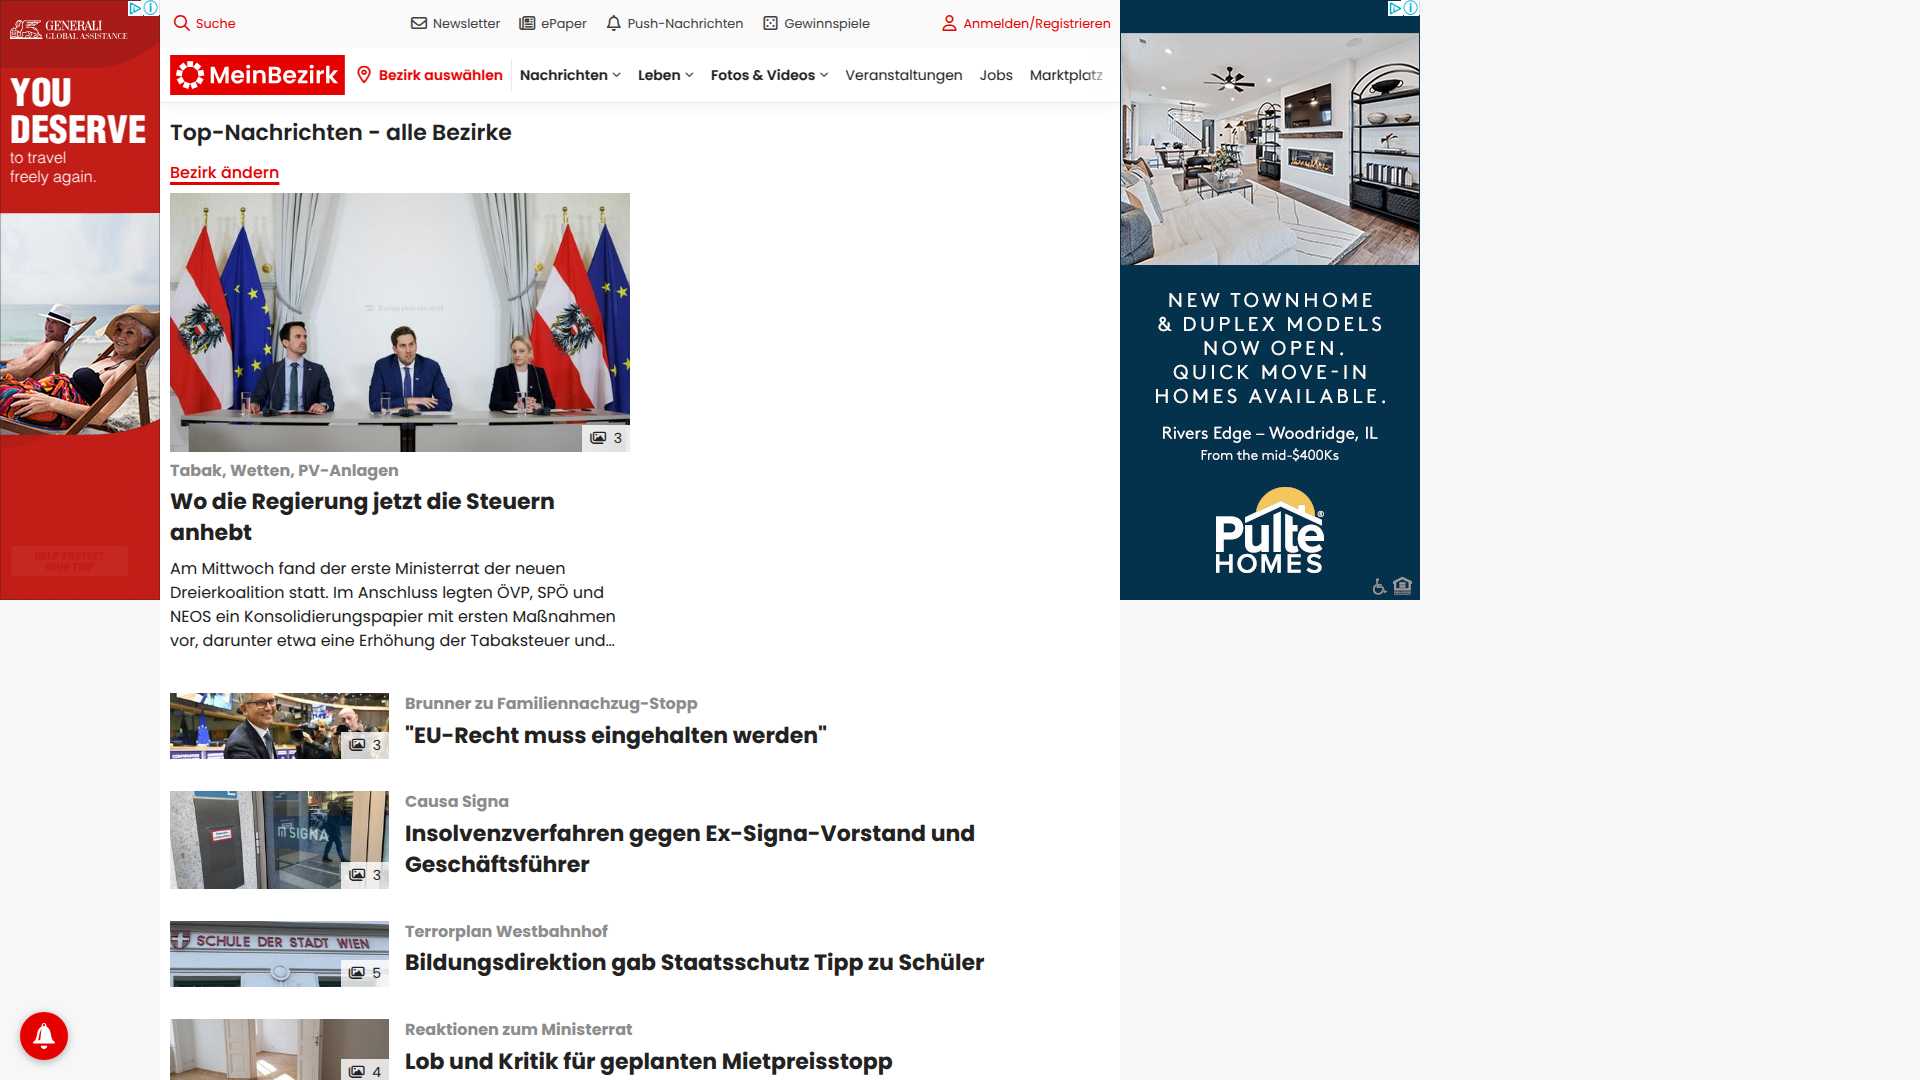 GENERALI
GLOBAL ASSISTANCE
YOU
DESERVE
to travel
freely again.
Suche
Newsletter
ePaper
Push-Nachrichten
Gewinnspiele
Anmelden/Registrieren
MeinBezirk
Bezirk auswählen
Nachrichten
Leben
Fotos & Videos
Veranstaltungen
Jobs
Marktplatz
Top-Nachrichten - alle Bezirke
Bezirk ändern
3
Tabak, Wetten, PV-Anlagen
Wo die Regierung jetzt die Steuern
anhebt
Am Mittwoch fand der erste Ministerrat der neuen
Dreierkoalition statt. Im Anschluss legten ÖVP, SPÖ und
NEOS ein Konsolidierungspapier mit ersten Maßnahmen
vor, darunter etwa eine Erhöhung der Tabaksteuer und...
3
Brunner zu Familiennachzug-Stopp
"EU-Recht muss eingehalten werden"
SIGNA
3
Causa Signa
Insolvenzverfahren gegen Ex-Signa-Vorstand und
Geschäftsführer
SCHULE DER STADT WIEN
5
Terrorplan Westbahnhof
Bildungsdirektion gab Staatsschutz Tipp zu Schüler
4
Reaktionen zum Ministerrat
Lob und Kritik für geplanten Mietpreisstopp
NEW TOWNHOME
& DUPLEX MODELS
NOW OPEN.
QUICK MOVE-IN
HOMES AVAILABLE.
Rivers Edge – Woodridge, IL
From the mid-$400Ks
Pulte®
HOMES